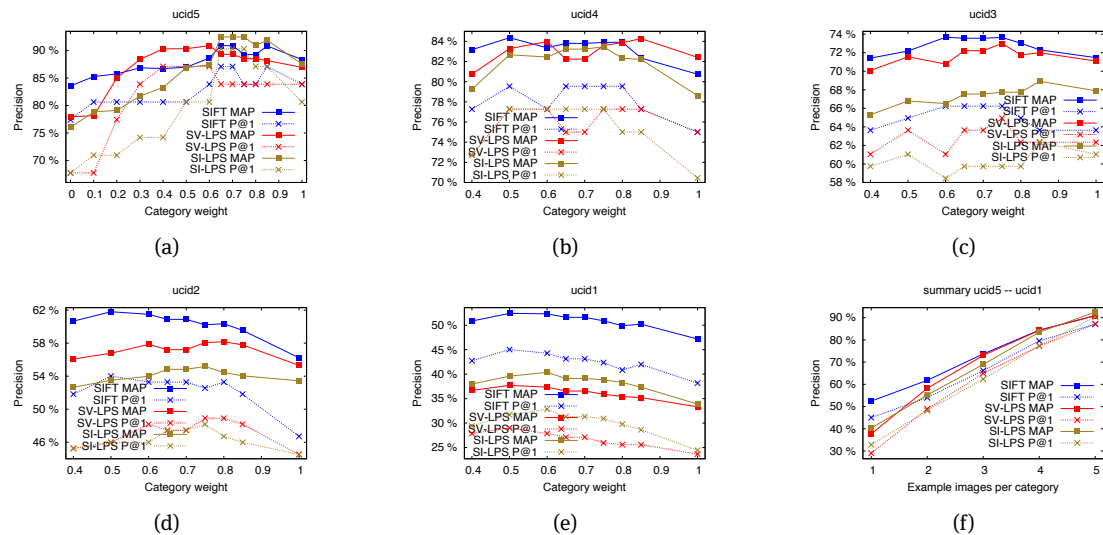 ucid5
90 %
85 %
80 %
75 %
70 %
Precision
SIFT MAP
SIFT P@1
SV-LPS MAP
SV-LPS P@1
SI-LPS MAP
SI-LPS P@1
0 0.1 0.2 0.3 0.4 0.5 0.6 0.7 0.8 0.9 1
Category weight
(a)
ucid4
84 %
82 %
80 %
78 %
76 %
74 %
72 %
70 %
Precision
SIFT MAP
SIFT P@1
SV-LPS MAP
SV-LPS P@1
SI-LPS MAP
SI-LPS P@1
0.4 0.5 0.6 0.7 0.8 0.9 1
Category weight
(b)
ucid3
74 %
72 %
70 %
68 %
66 %
64 %
62 %
60 %
58 %
Precision
SIFT MAP
SIFT P@1
SV-LPS MAP
SV-LPS P@1
SI-LPS MAP
SI-LPS P@1
0.4 0.5 0.6 0.7 0.8 0.9 1
Category weight
(c)
ucid2
62 %
58 %
54 %
50 %
46 %
Precision
SIFT MAP
SIFT P@1
SV-LPS MAP
SV-LPS P@1
SI-LPS MAP
SI-LPS P@1
0.4 0.5 0.6 0.7 0.8 0.9 1
Category weight
(d)
ucid1
50 %
45 %
40 %
35 %
30 %
25 %
Precision
SIFT MAP
SIFT P@1
SV-LPS MAP
SV-LPS P@1
SI-LPS MAP
SI-LPS P@1
0.4 0.5 0.6 0.7 0.8 0.9 1
Category weight
(e)
summary ucid5 -- ucid1
90 %
80 %
70 %
60 %
50 %
40 %
30 %
Precision
SIFT MAP
SIFT P@1
SV-LPS MAP
SV-LPS P@1
SI-LPS MAP
SI-LPS P@1
1 2 3 4 5
Example images per category
(f)